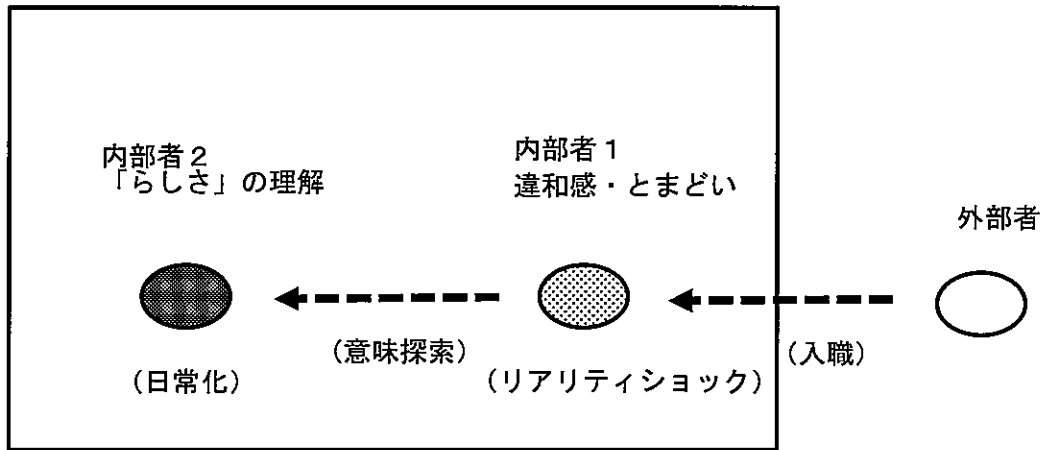 内部者２
「らしさ」の理解
内部者１
違和感・とまどい
外部者
（意味探索）
（入職）
（日常化）
（リアリティショック）